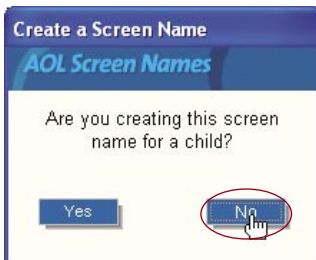 Create a Screen Name
AOL Screen Names
Are you creating this screen
name for a child?
Yes
No